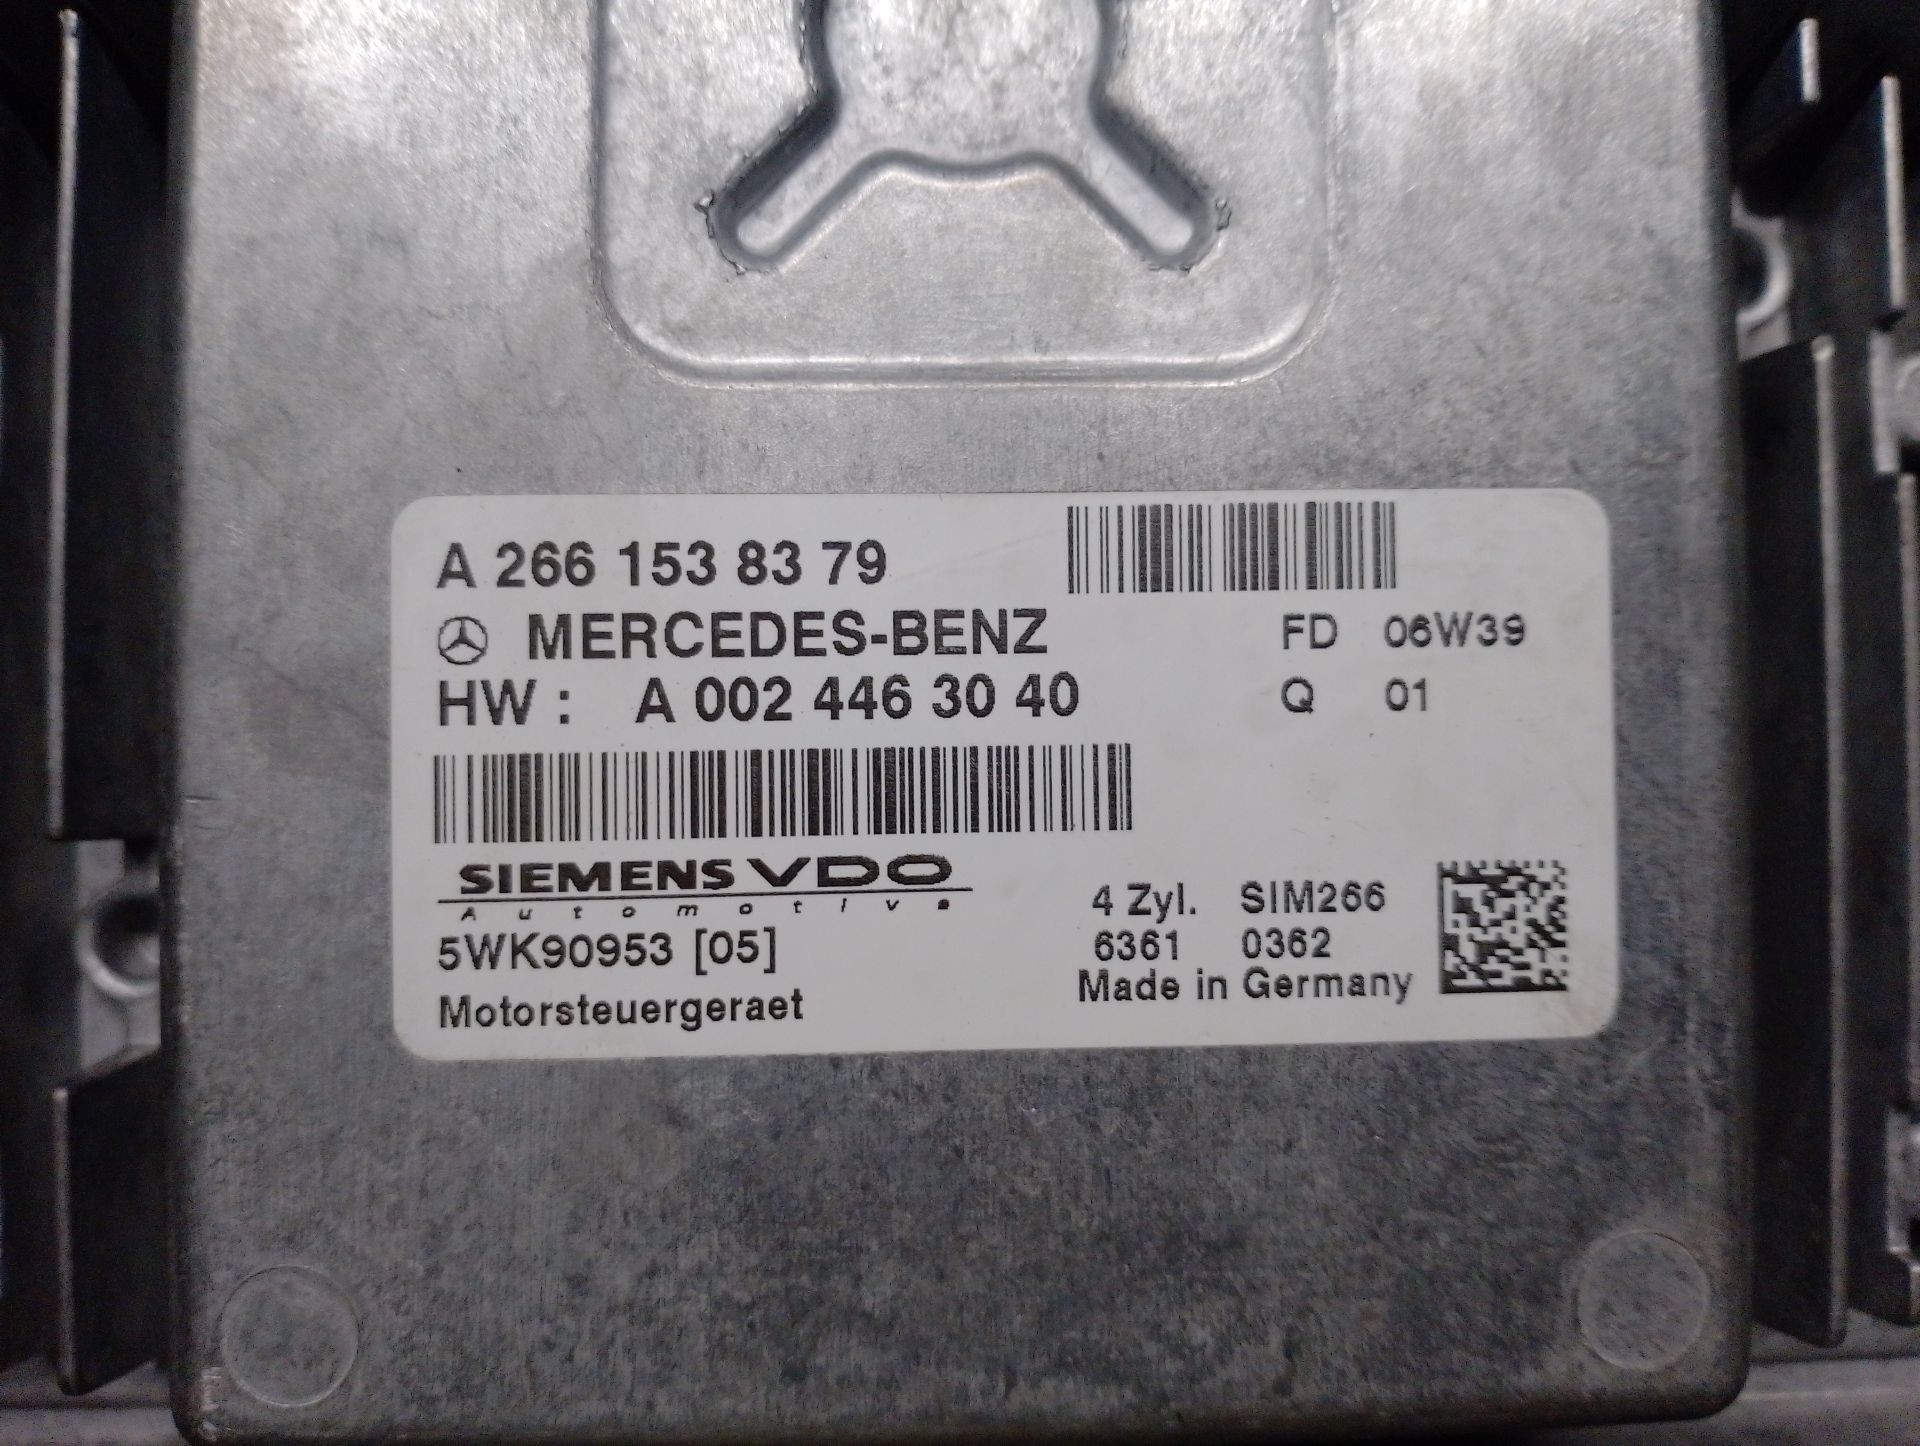 A 266 153 83 79
MERCEDES-BENZ
FD 06W39
HW : A 002 446 30 40
Q 01
SIEMENS VDO
Automotive
5WK90953 [05]
Motorsteuergeraet
4 Zyl. SIM266
6361 0362
Made in Germany